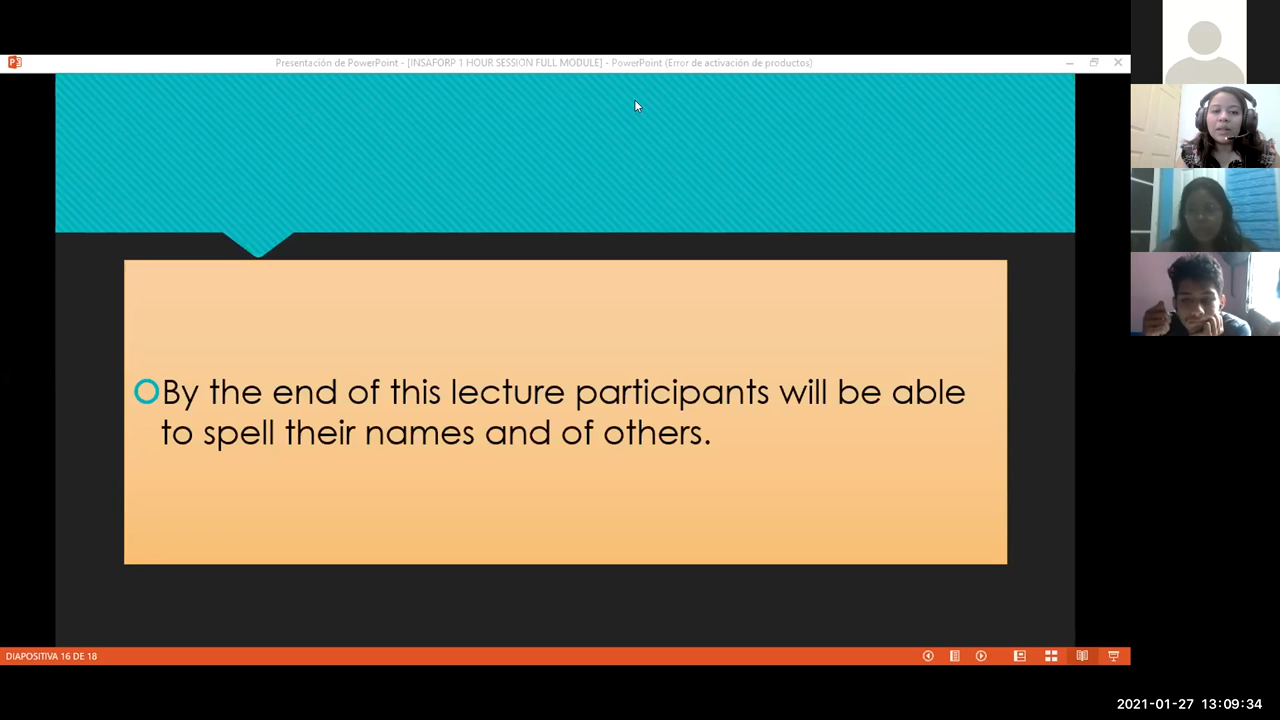 Presentación de PowerPoint - [INSAFORP 1 HOUR SESSION FULL MODULE] - PowerPoint (Error de activación de productos)
By the end of this lecture participants will be able
to spell their names and of others.
DIAPOSITIVA 16 DE 18
2021-01-27 13:09:34